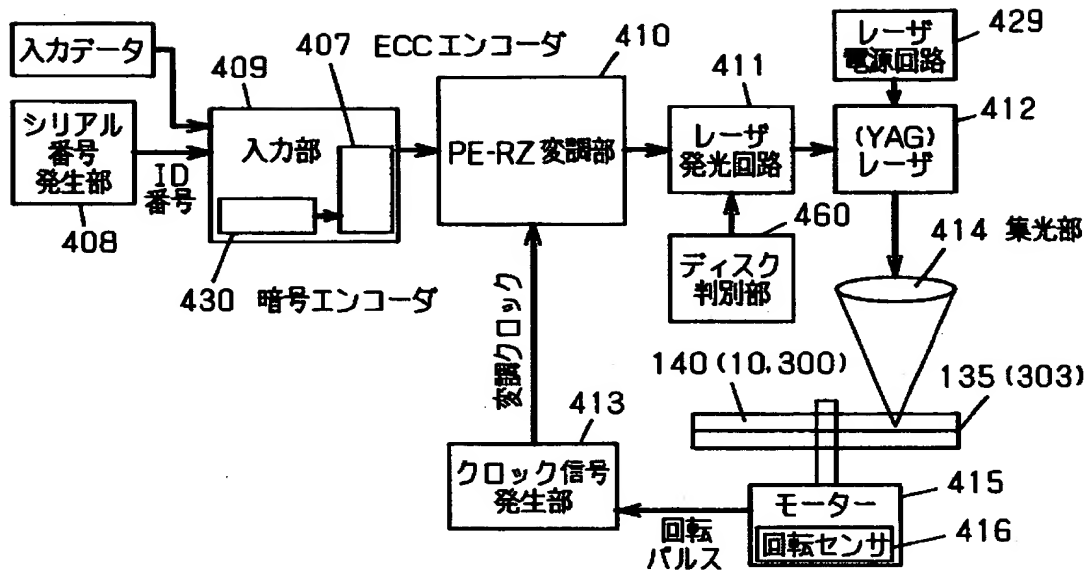 入力データ
シリアル
番号
発生部
408
ID
番号
409
407 ECCエンコーダ
入力部
430 暗号エンコーダ
410
PE-RZ変調部
変調クロック
411
レーザ
発光回路
460
ディスク
判別部
レーザ
電源回路
429
412
(YAG)
レーザ
414 集光部
140(10,300)
135(303)
413
クロック信号
発生部
回転
パルス
モーター
415
回転センサ
416